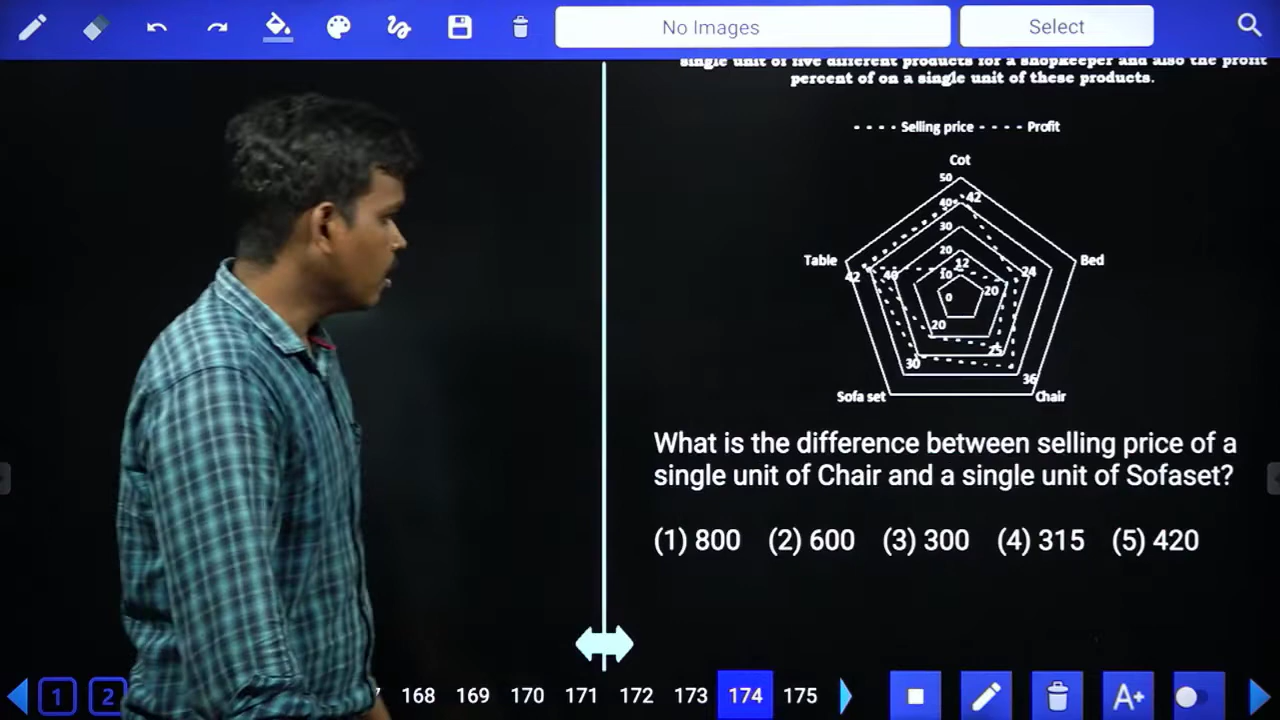 No Images
Select
single unit of five different products for a shopkeeper and also the profit
percent of on a single unit of these products.
Selling price
Profit
Cot
50
42
40
30
20
12
10
0
Table
42
40
Bed
24
20
20
25
30
36
Sofa set
Chair
What is the difference between selling price of a
single unit of Chair and a single unit of Sofaset?
(1) 800 (2) 600 (3) 300 (4) 315 (5) 420
1 2 168 169 170 171 172 173 174 175 A+